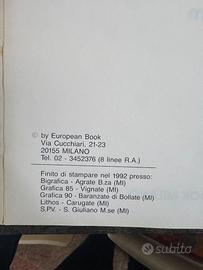 © by European Book
Via Cucchiari, 21-23
20155 MILANO
Tel. 02 - 3452376 (8 linee R.A.)
Finito di stampare nel 1992 presso:
Bigrafica - Agrate B.za (MI)
Grafica 85 - Vignate (MI)
Grafica 90 - Baranzate di Bollate (MI)
Lithos - Carugate (MI)
S.P.V. - S. Giuliano M.se (MI)
subito